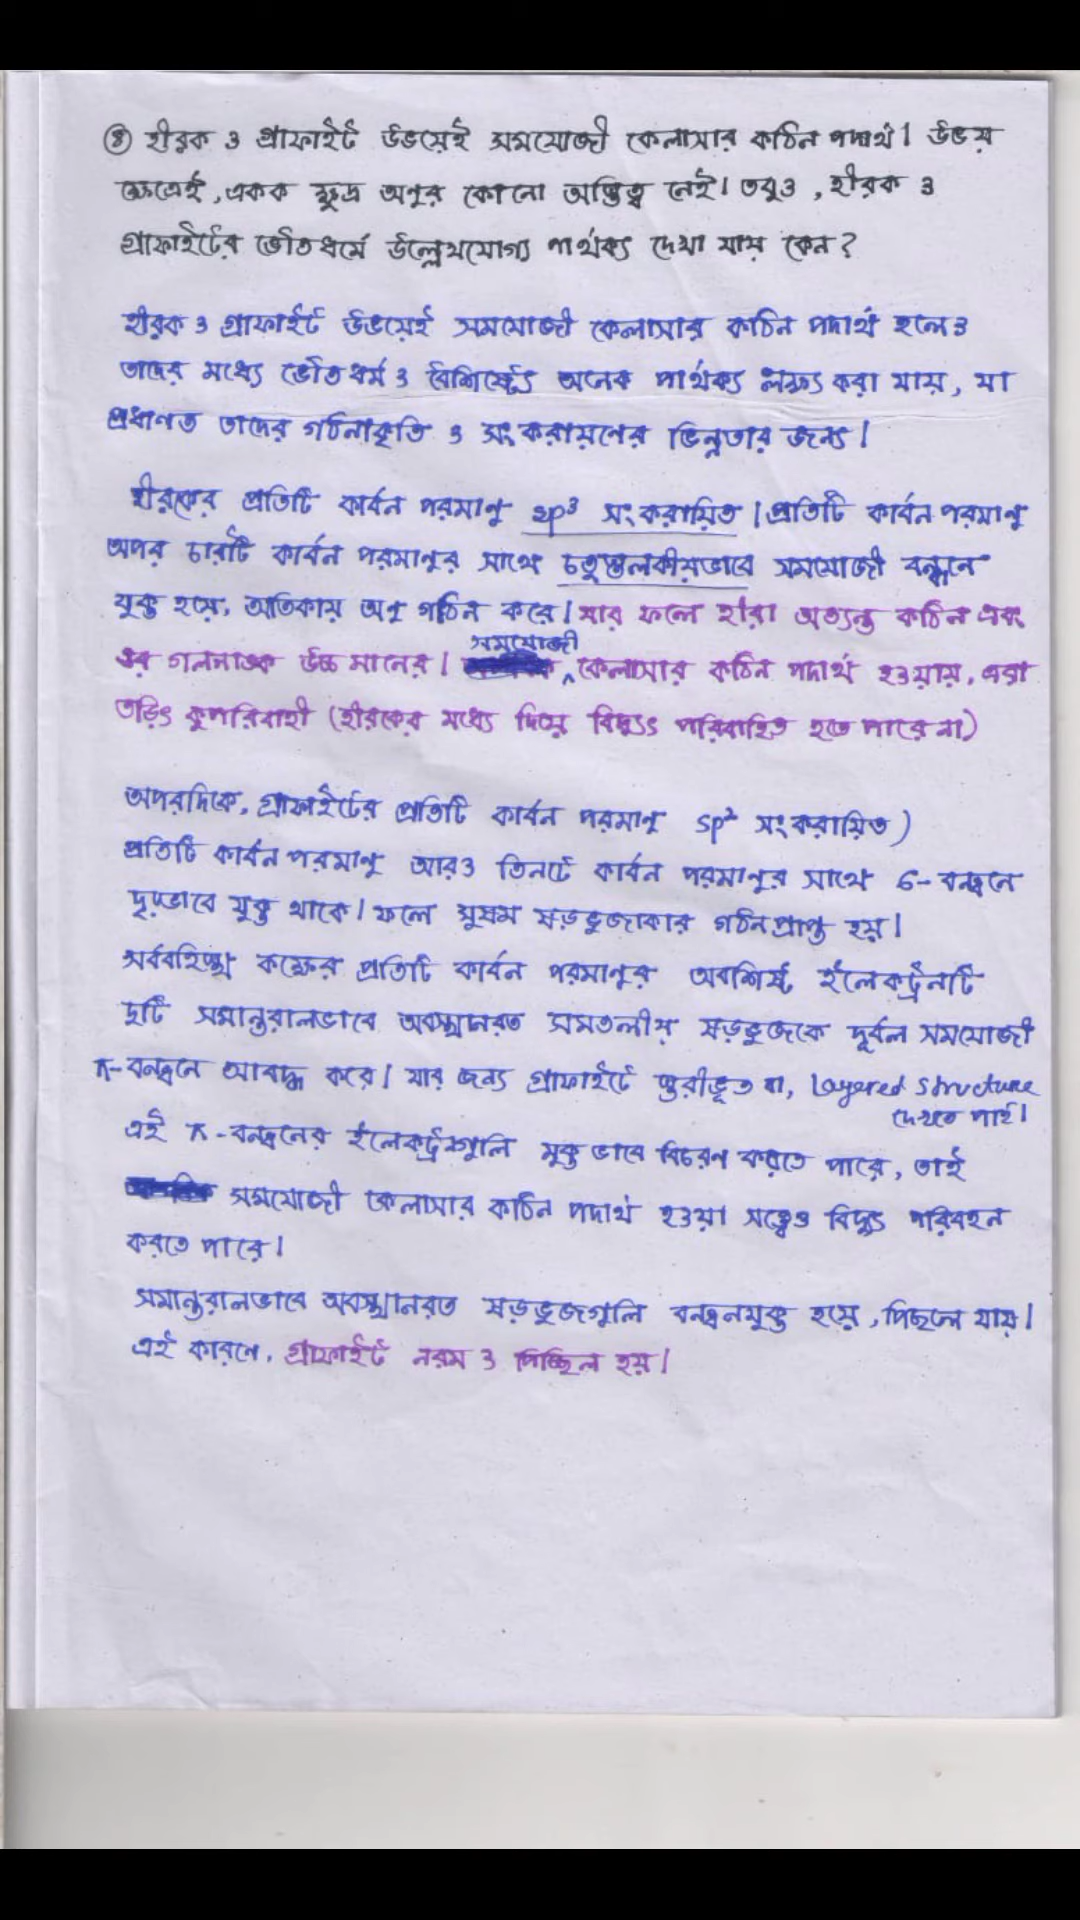 ④ হীরক ও গ্রাফাইট উভয়েই সমযোজী কেলাসার কঠিন পদার্থ। উভয়
ক্ষেত্রেই, একক ক্ষুদ্র অণুর কোনো অস্তিত্ব নেই। তবুও, হীরক ও
গ্রাফাইটের ভৌতধর্মে উল্লেখযোগ্য পার্থক্য দেখা যায় কেন?
হীরক ও গ্রাফাইট উভয়েই সমযোজী কেলাসার কঠিন পদার্থ হলেও
তাদের মধ্যে ভৌতধর্ম ও বৈশিষ্ট্যে অনেক পার্থক্য লক্ষ্য করা যায়, যা
প্রধাণত তাদের গঠনাকৃতি ও সংকরায়ণের ভিন্নতার জন্য।
হীরকের প্রতিটি কার্বন পরমাণু sp³ সংকরায়িত। প্রতিটি কার্বন পরমাণু
অপর চারটি কার্বন পরমাণুর সাথে চতুস্তলকীয়ভাবে সমযোজী বন্ধনে
যুক্ত হয়ে, অতিকায় অণু গঠন করে। যার ফলে হীরা অত্যন্ত কঠিন এবং
এর গলনাঙ্ক উচ্চ মানের। সমযোজী কেলাসার কঠিন পদার্থ হওয়ায়, এরা
তড়িৎ কুপরিবাহী (হীরকের মধ্যে দিয়ে বিদ্যুৎ পরিবাহিত হতে পারে না)
অপরদিকে, গ্রাফাইটের প্রতিটি কার্বন পরমাণু sp² সংকরায়িত)
প্রতিটি কার্বন পরমাণু আরও তিনটে কার্বন পরমাণুর সাথে σ- বন্ধনে
দৃঢ়ভাবে যুক্ত থাকে। ফলে সুষম ষড়ভুজাকার গঠন প্রাপ্ত হয়।
সর্ববহিঃস্থ কক্ষের প্রতিটি কার্বন পরমাণুর অবশিষ্ট ইলেকট্রনটি
দুটি সমান্তরালভাবে অবস্থানরত সমতলীয় ষড়ভুজকে দুর্বল সমযোজী
π- বন্ধনে আবদ্ধ করে। যার জন্য গ্রাফাইটে স্তরীভূত বা, layered structure
দেখতে পাই।
এই π- বন্ধনের ইলেকট্রনগুলি মুক্ত ভাবে বিচরণ করতে পারে, তাই
সমযোজী কেলাসার কঠিন পদার্থ হওয়া সত্ত্বেও বিদ্যুৎ পরিবহন
করতে পারে।
সমান্তরালভাবে অবস্থানরত ষড়ভুজগুলি বন্ধনমুক্ত হয়ে, পিছলে যায়।
এই কারণে, গ্রাফাইট নরম ও পিচ্ছিল হয়।